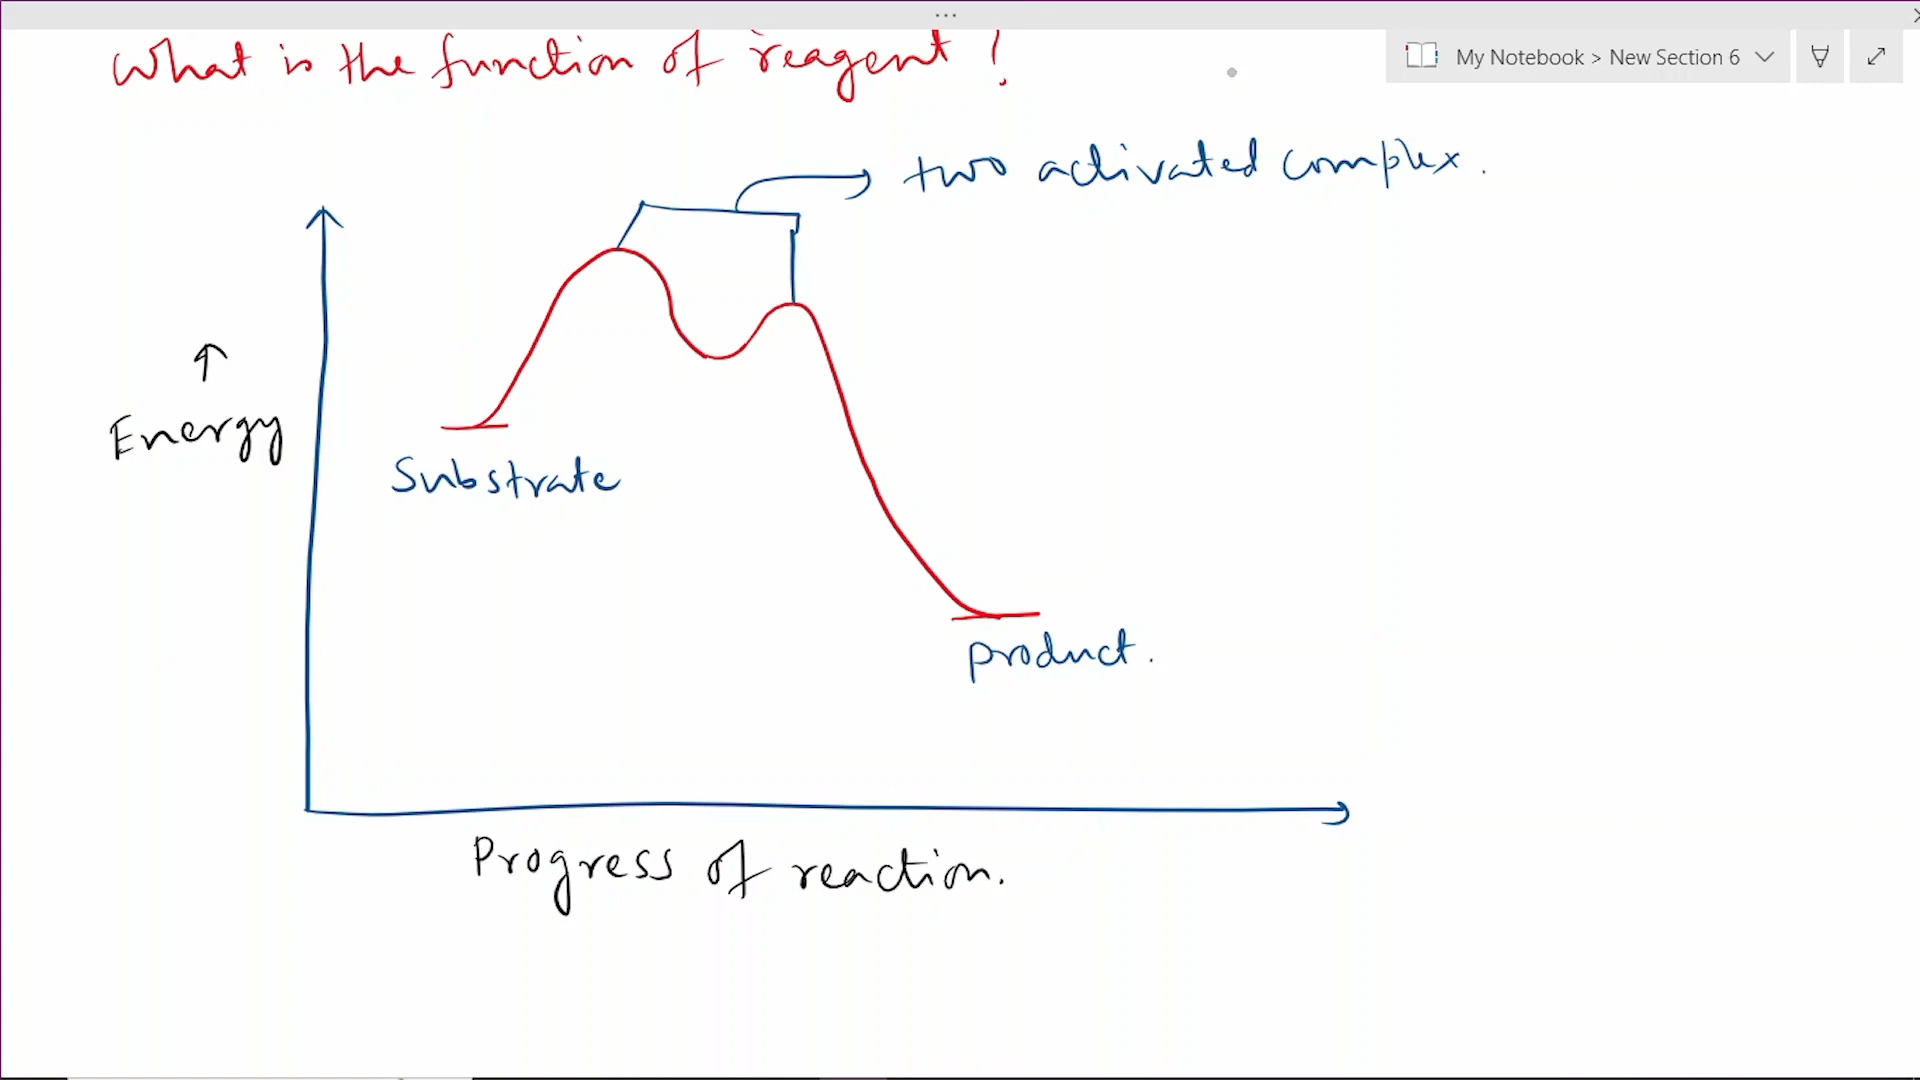 ...
What is the function of reagent !
My Notebook > New Section 6
two activated complex.
↑
Energy
Substrate
product.
Progress of reaction.